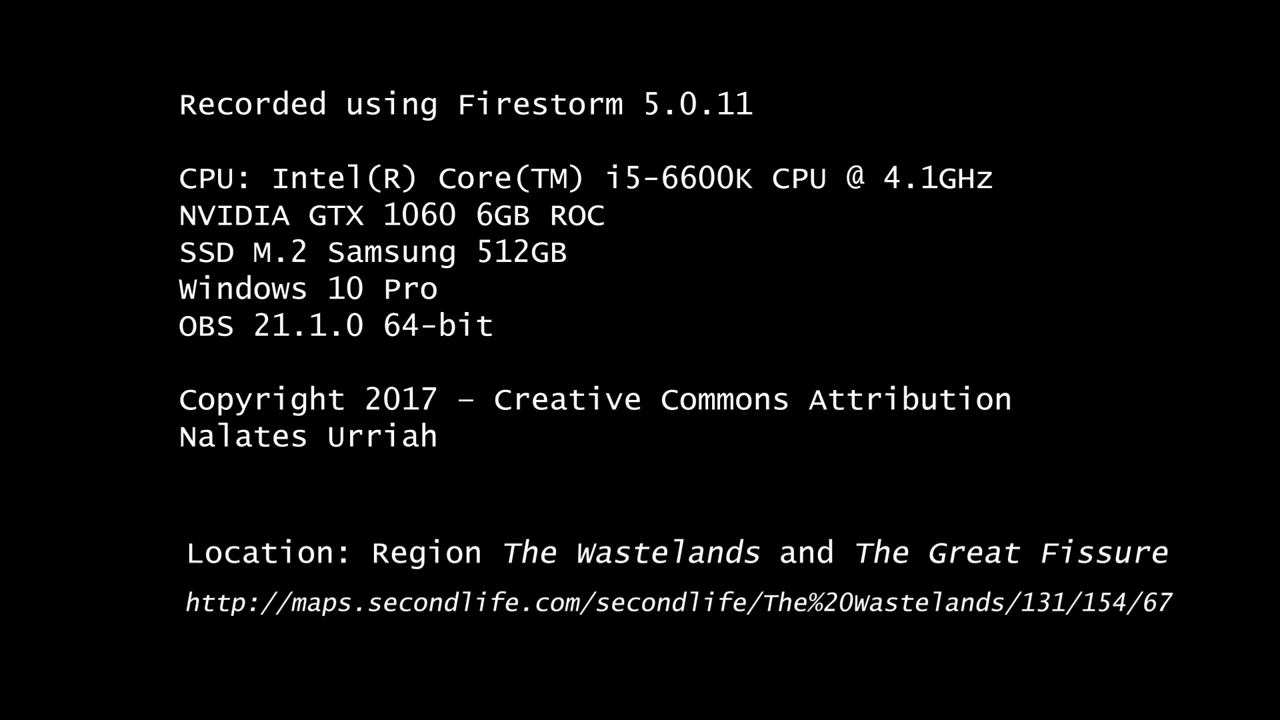 Recorded using Firestorm 5.0.11
CPU: Intel(R) Core(TM) i5-6600K CPU @ 4.1GHz
NVIDIA GTX 1060 6GB ROC
SSD M.2 Samsung 512GB
Windows 10 Pro
OBS 21.1.0 64-bit
Copyright 2017 – Creative Commons Attribution
Nalates Urriah
Location: Region The Wastelands and The Great Fissure
http://maps.secondlife.com/secondlife/The%20Wastelands/131/154/67